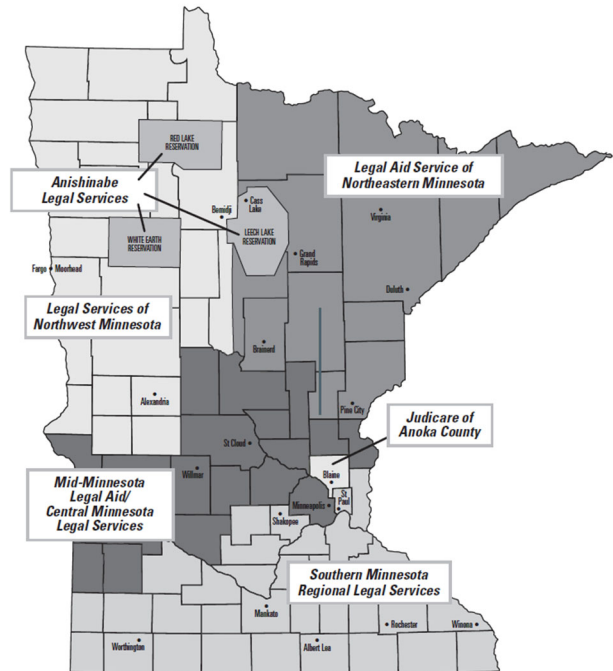 RED LAKE
RESERVATION
Legal Aid Service of
Northeastern Minnesota
Anishinabe
Legal Services
Cass
Lake
Bemidji
Virginia
LEECH LAKE
RESERVATION
WHITE EARTH
RESERVATION
Grand
Rapids
Fargo
Moorhead
Duluth
Legal Services of
Northwest Minnesota
Brainerd
Alexandria
Pine City
Judicare of
Anoka County
St Cloud
Mid-Minnesota
Legal Aid/
Central Minnesota
Legal Services
Willmar
Blaine
Minneapolis
St
Paul
Shakopee
Southern Minnesota
Regional Legal Services
Mankato
Rochester
Winona
Worthington
Albert Lea